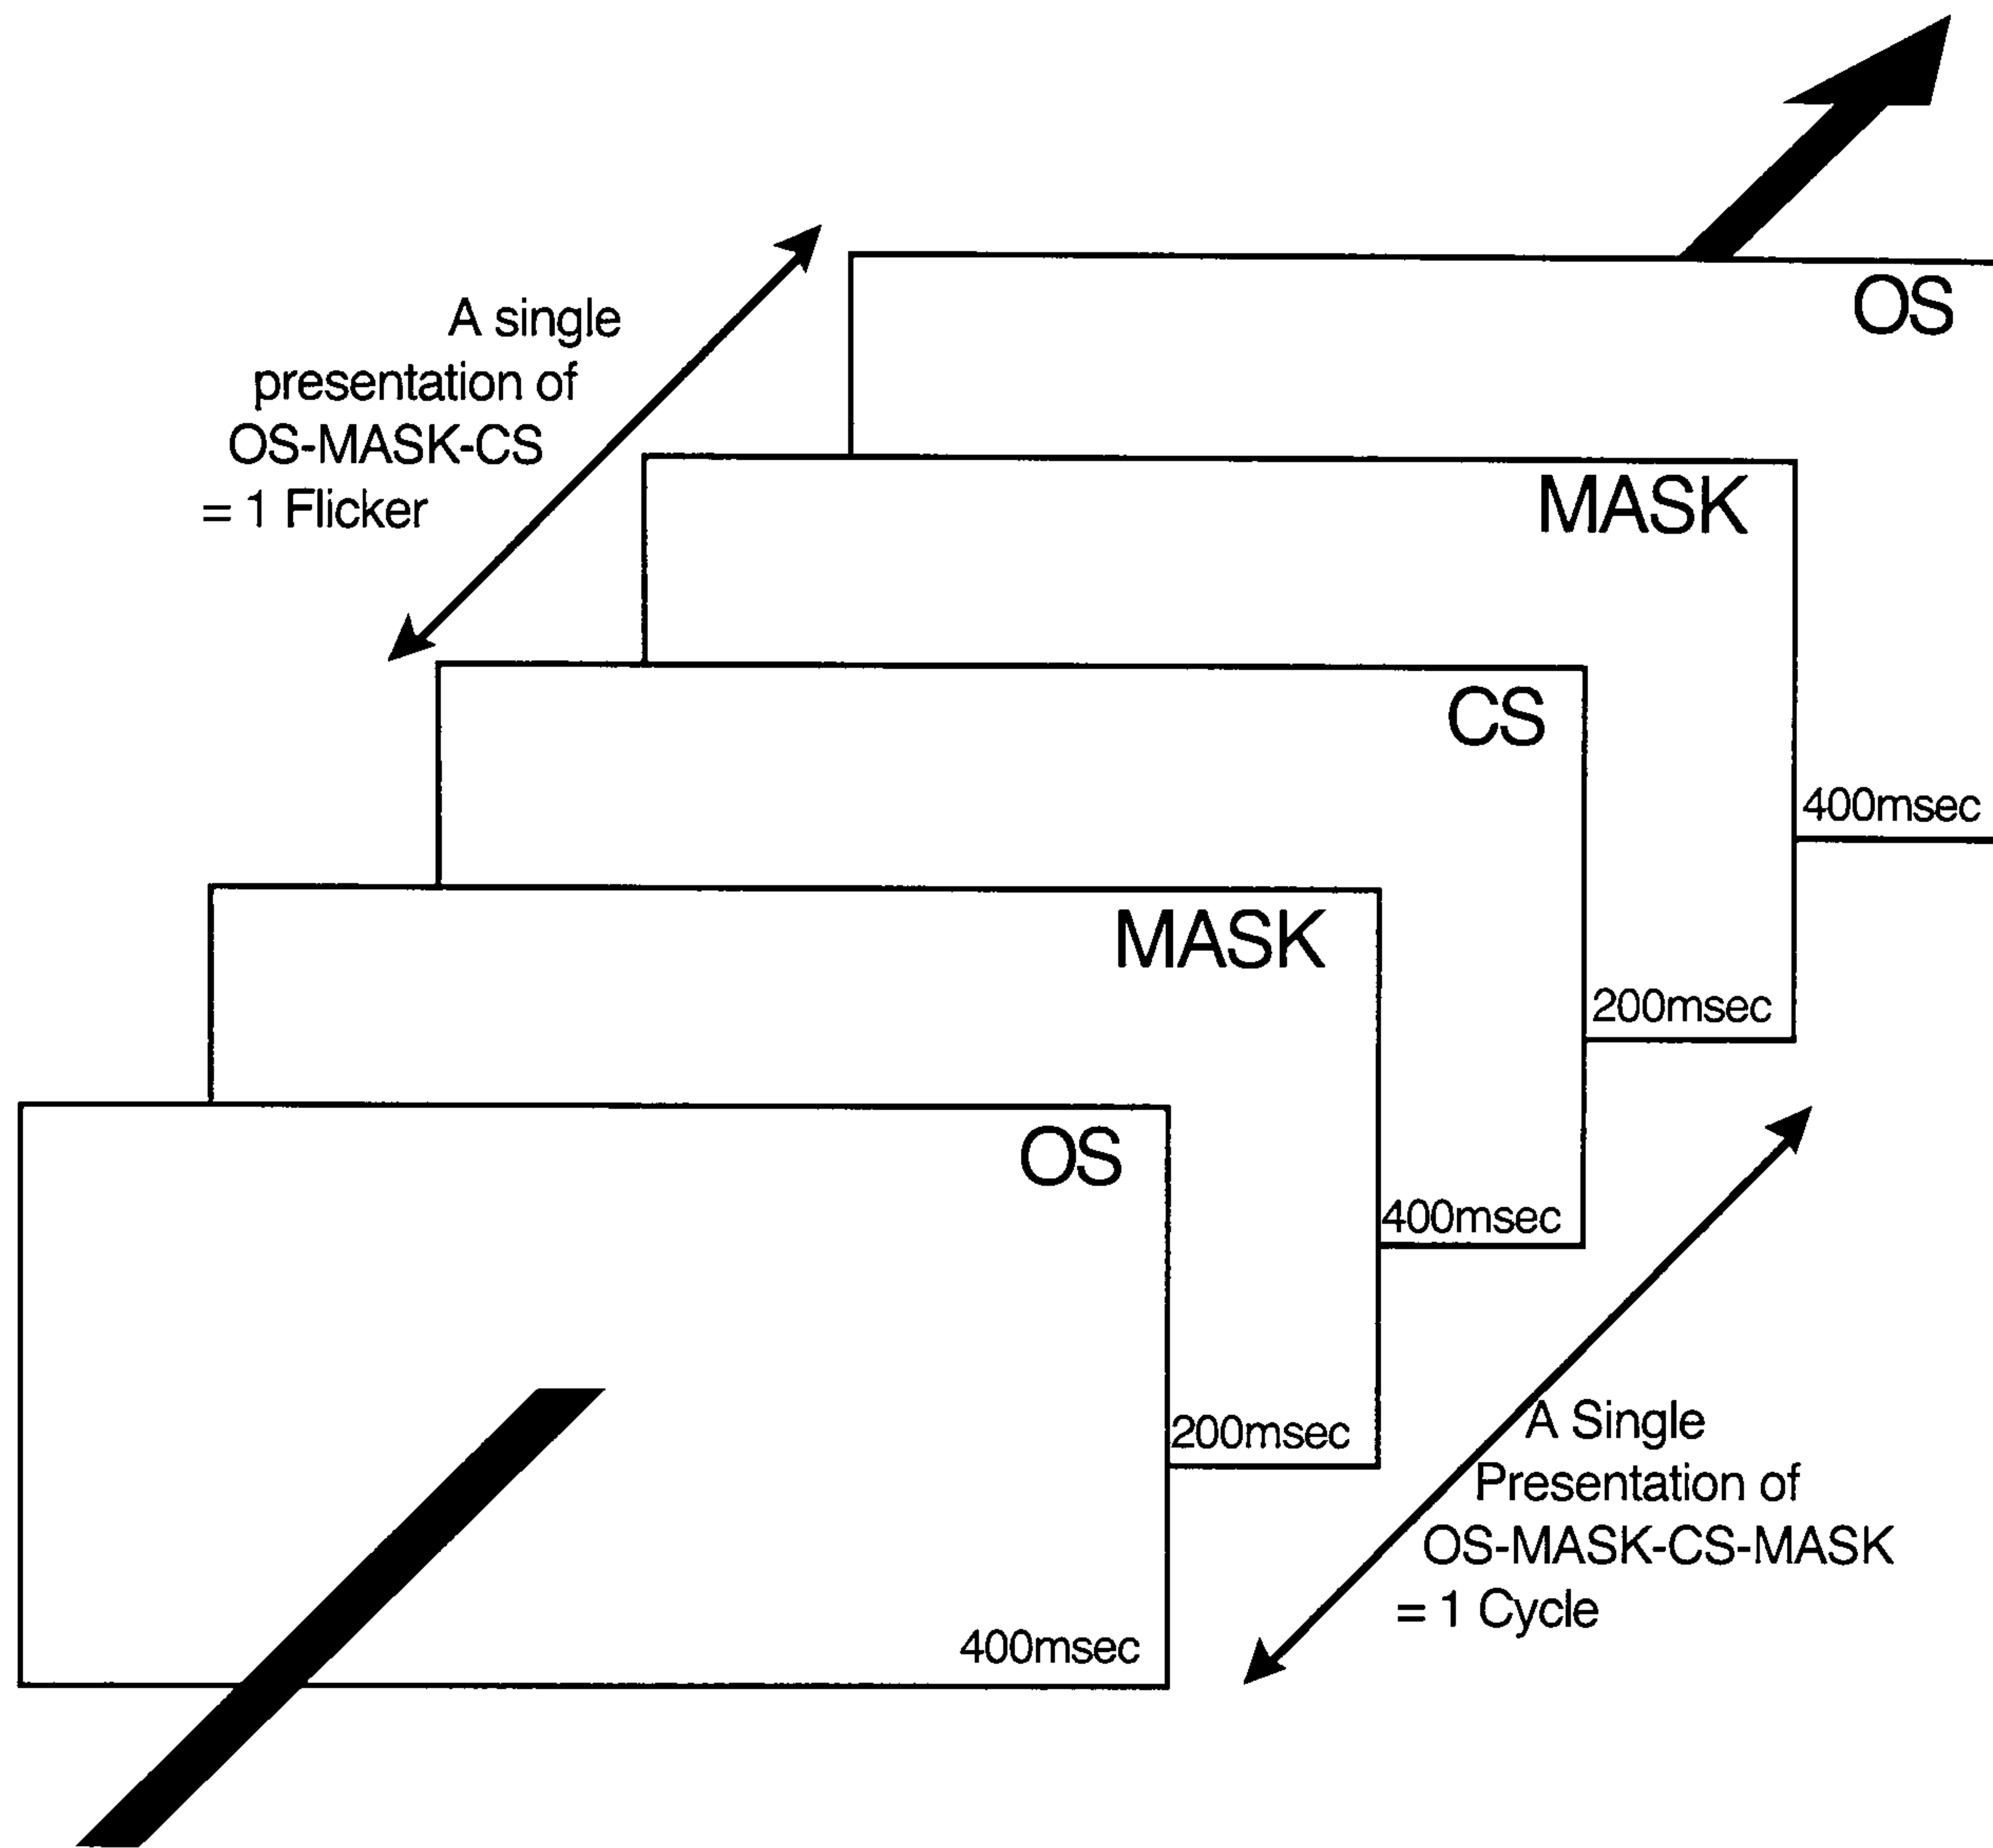 OS
A single
presentation of
OS-MASK-CS
= 1 Flicker
MASK
CS
400msec
MASK
200msec
OS
400msec
200msec
A Single
Presentation of
OS-MASK-CS-MASK
= 1 Cycle
400msec